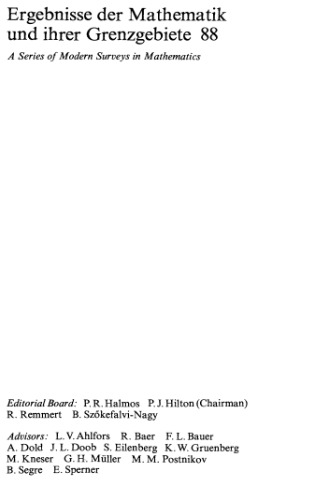 Ergebnisse der Mathematik
und ihrer Grenzgebiete 88
A Series of Modern Surveys in Mathematics
Editorial Board: P. R. Halmos P. J. Hilton (Chairman)
R. Remmert B. Szőkefalvi-Nagy
Advisors: L. V. Ahlfors R. Baer F. L. Bauer
A. Dold J. L. Doob S. Eilenberg K. W. Gruenberg
M. Kneser G. H. Müller M. M. Postnikov
B. Segre E. Sperner